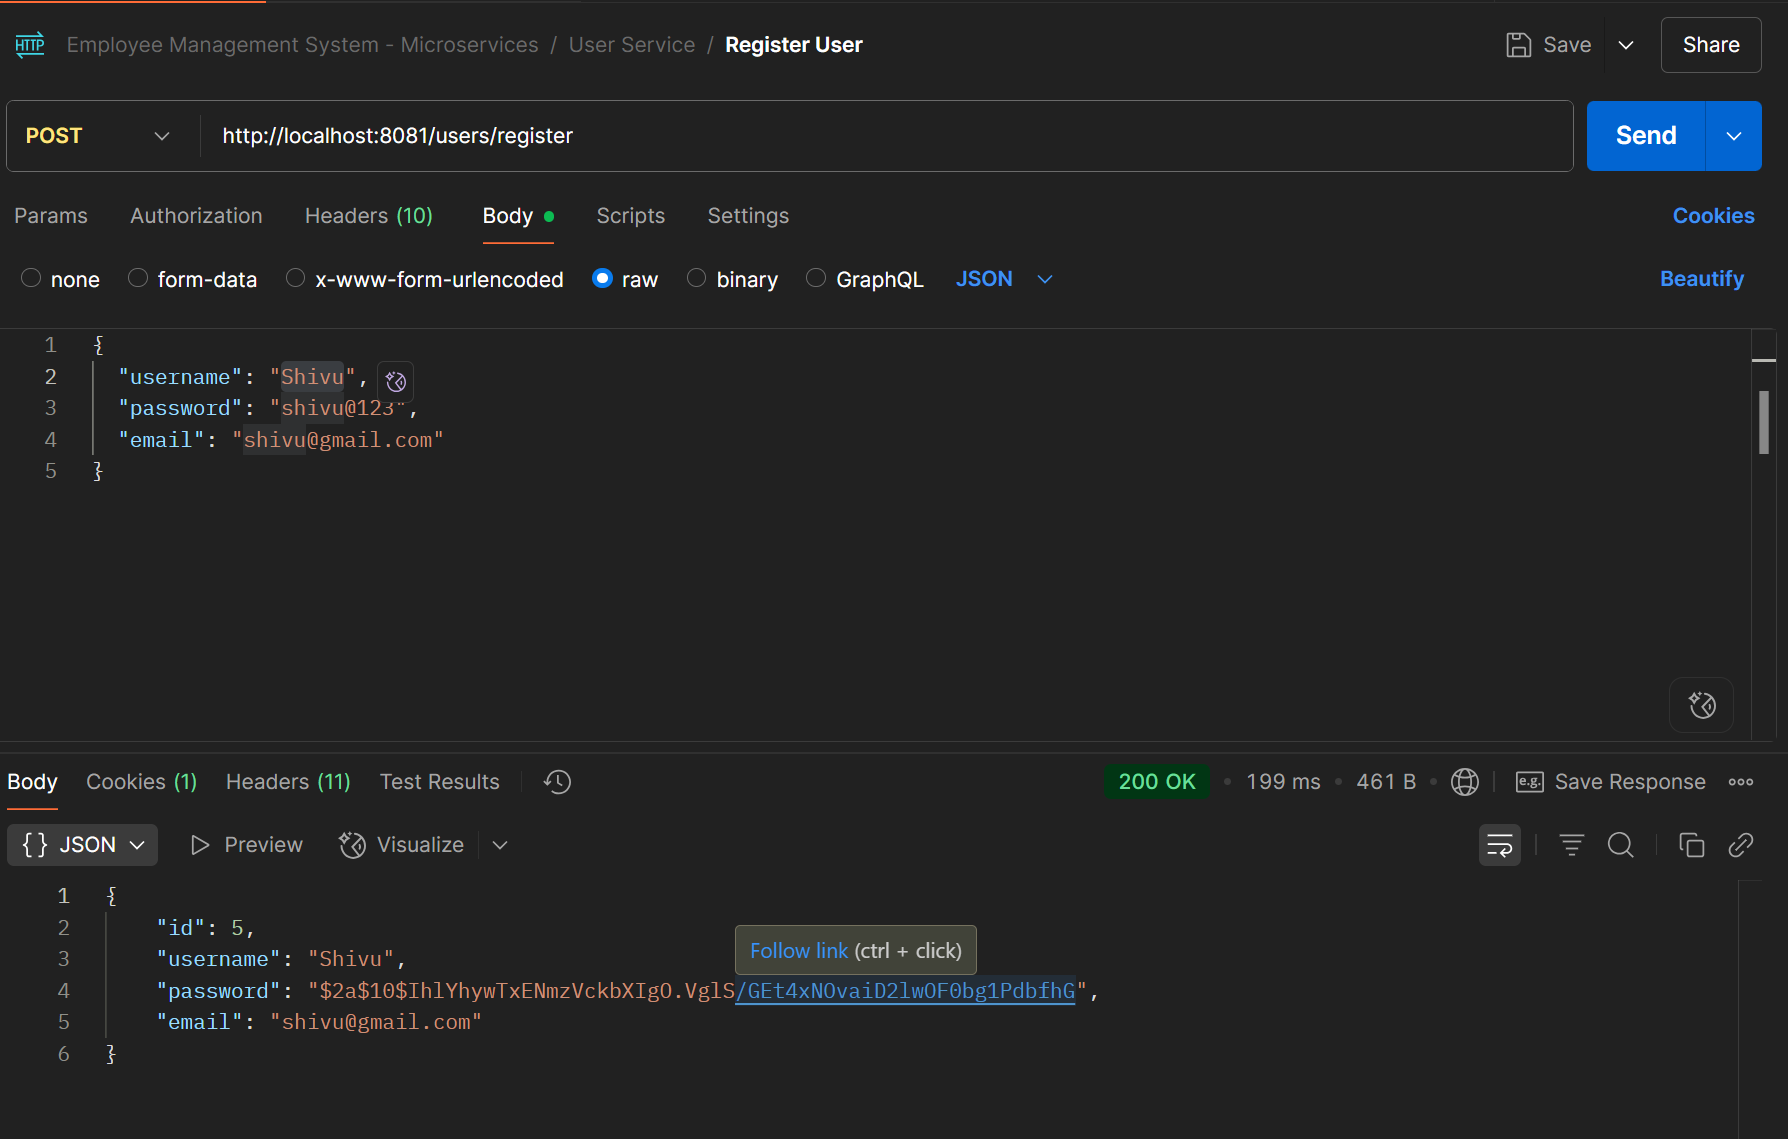 HTTP Employee Management System - Microservices / User Service / Register User Save Share
POST http://localhost:8081/users/register Send
Params Authorization Headers (10) Body Scripts Settings Cookies
none form-data x-www-form-urlencoded raw binary GraphQL JSON Beautify
1 {
2 "username": "Shivu",
3 "password": "shivu@123",
4 "email": "shivu@gmail.com"
5 }
Body Cookies (1) Headers (11) Test Results 200 OK • 199 ms • 461 B • e.g. Save Response
{} JSON Preview Visualize
1 {
2 "id": 5,
Follow link (ctrl + click)
3 "username": "Shivu",
4 "password": "$2a$10$IhlYhywTxENmzVckbXIgO.VglS/GEt4xNOvaiD2lwOF0bg1PdbfhG",
5 "email": "shivu@gmail.com"
6 }